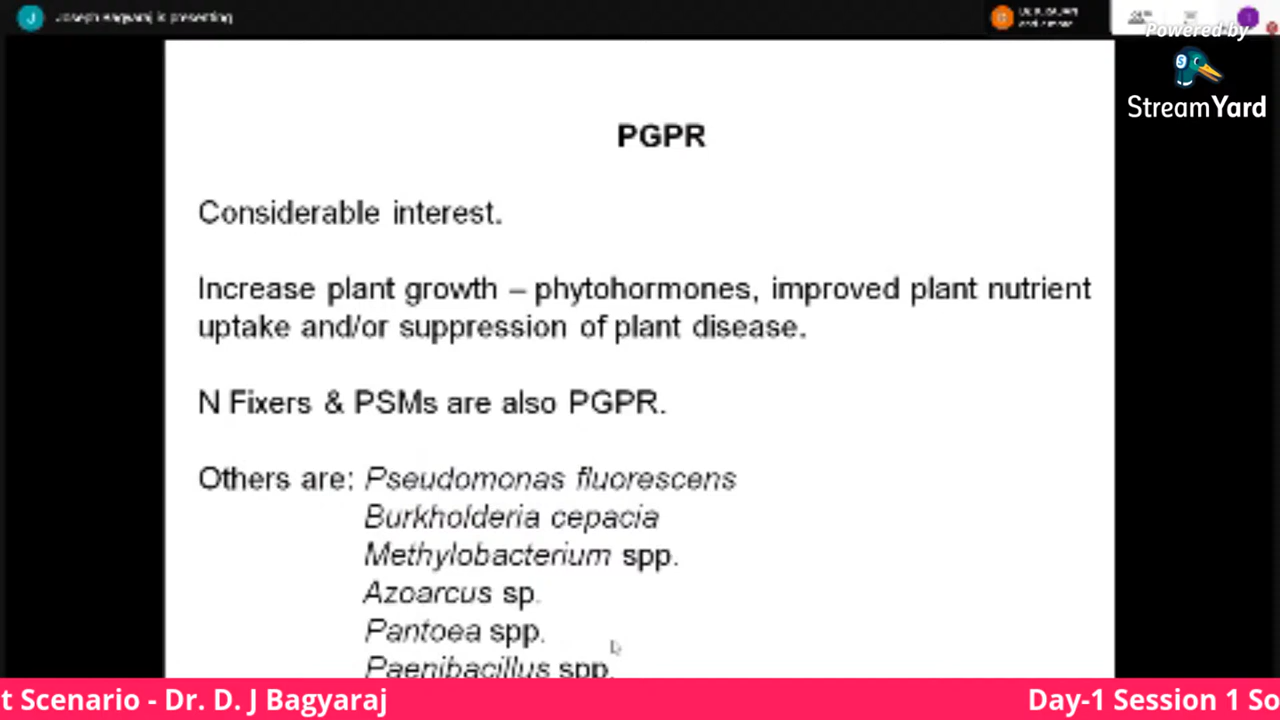 Joseph Bagyaraj is presenting
Powered by
StreamYard
PGPR
Considerable interest.
Increase plant growth – phytohormones, improved plant nutrient
uptake and/or suppression of plant disease.
N Fixers & PSMs are also PGPR.
Others are: Pseudomonas fluorescens
Burkholderia cepacia
Methylobacterium spp.
Azoarcus sp.
Pantoea spp.
Paenibacillus spp.
t Scenario - Dr. D. J Bagyaraj
Day-1 Session 1 So